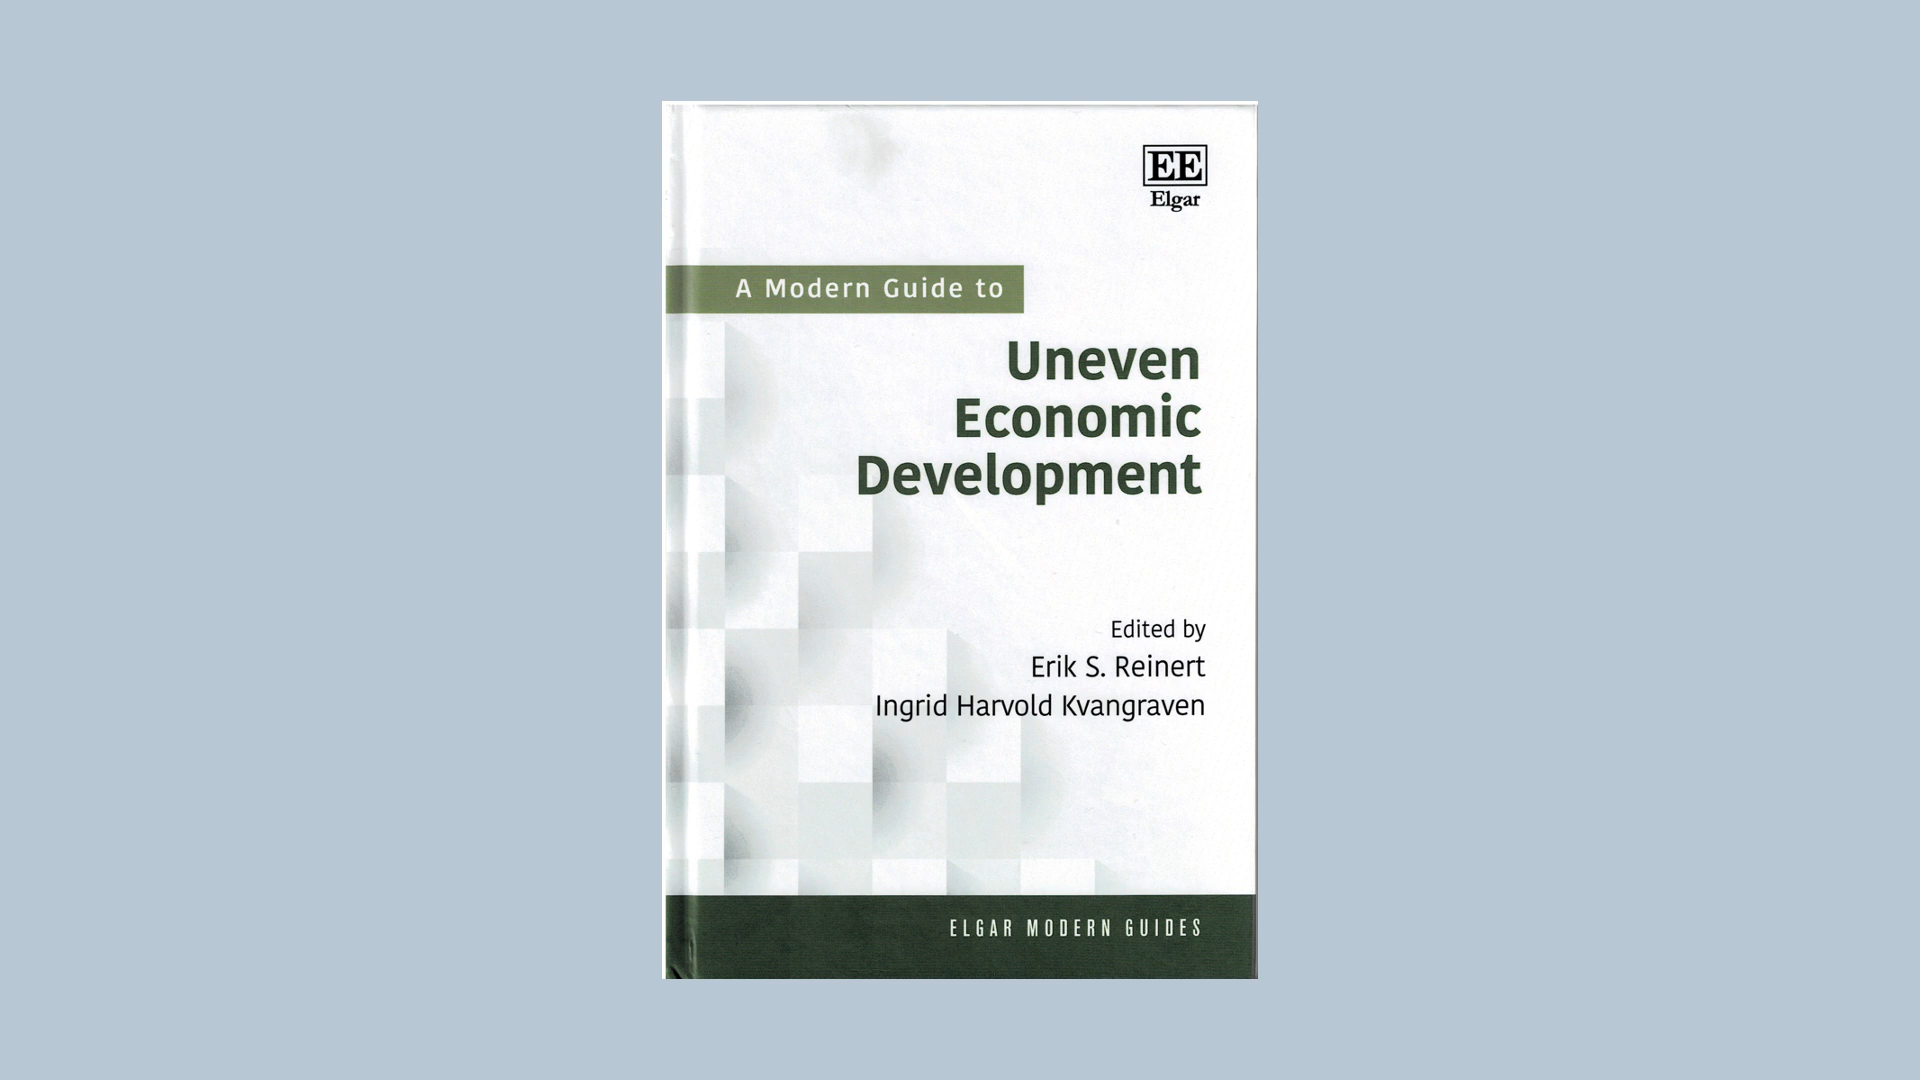 EE
Elgar
A Modern Guide to
Uneven
Economic
Development
Edited by
Erik S. Reinert
Ingrid Harvold Kvangraven
ELGAR MODERN GUIDES